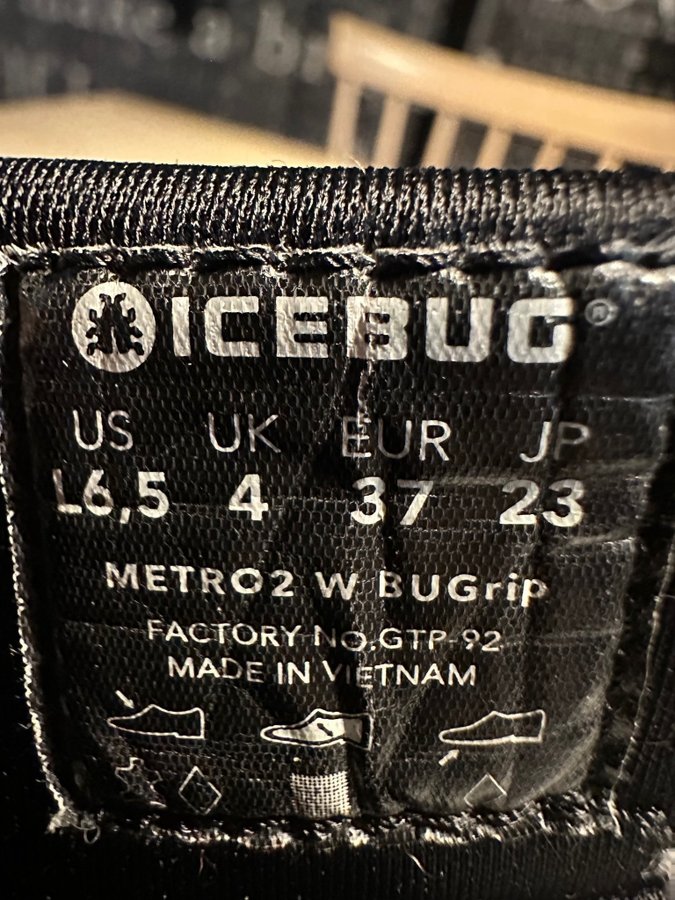 ICEBUG®
US UK EUR JP
L6,5 4 37 23
METRO2 W BUGrip
FACTORY NO.GTP-92
MADE IN VIETNAM